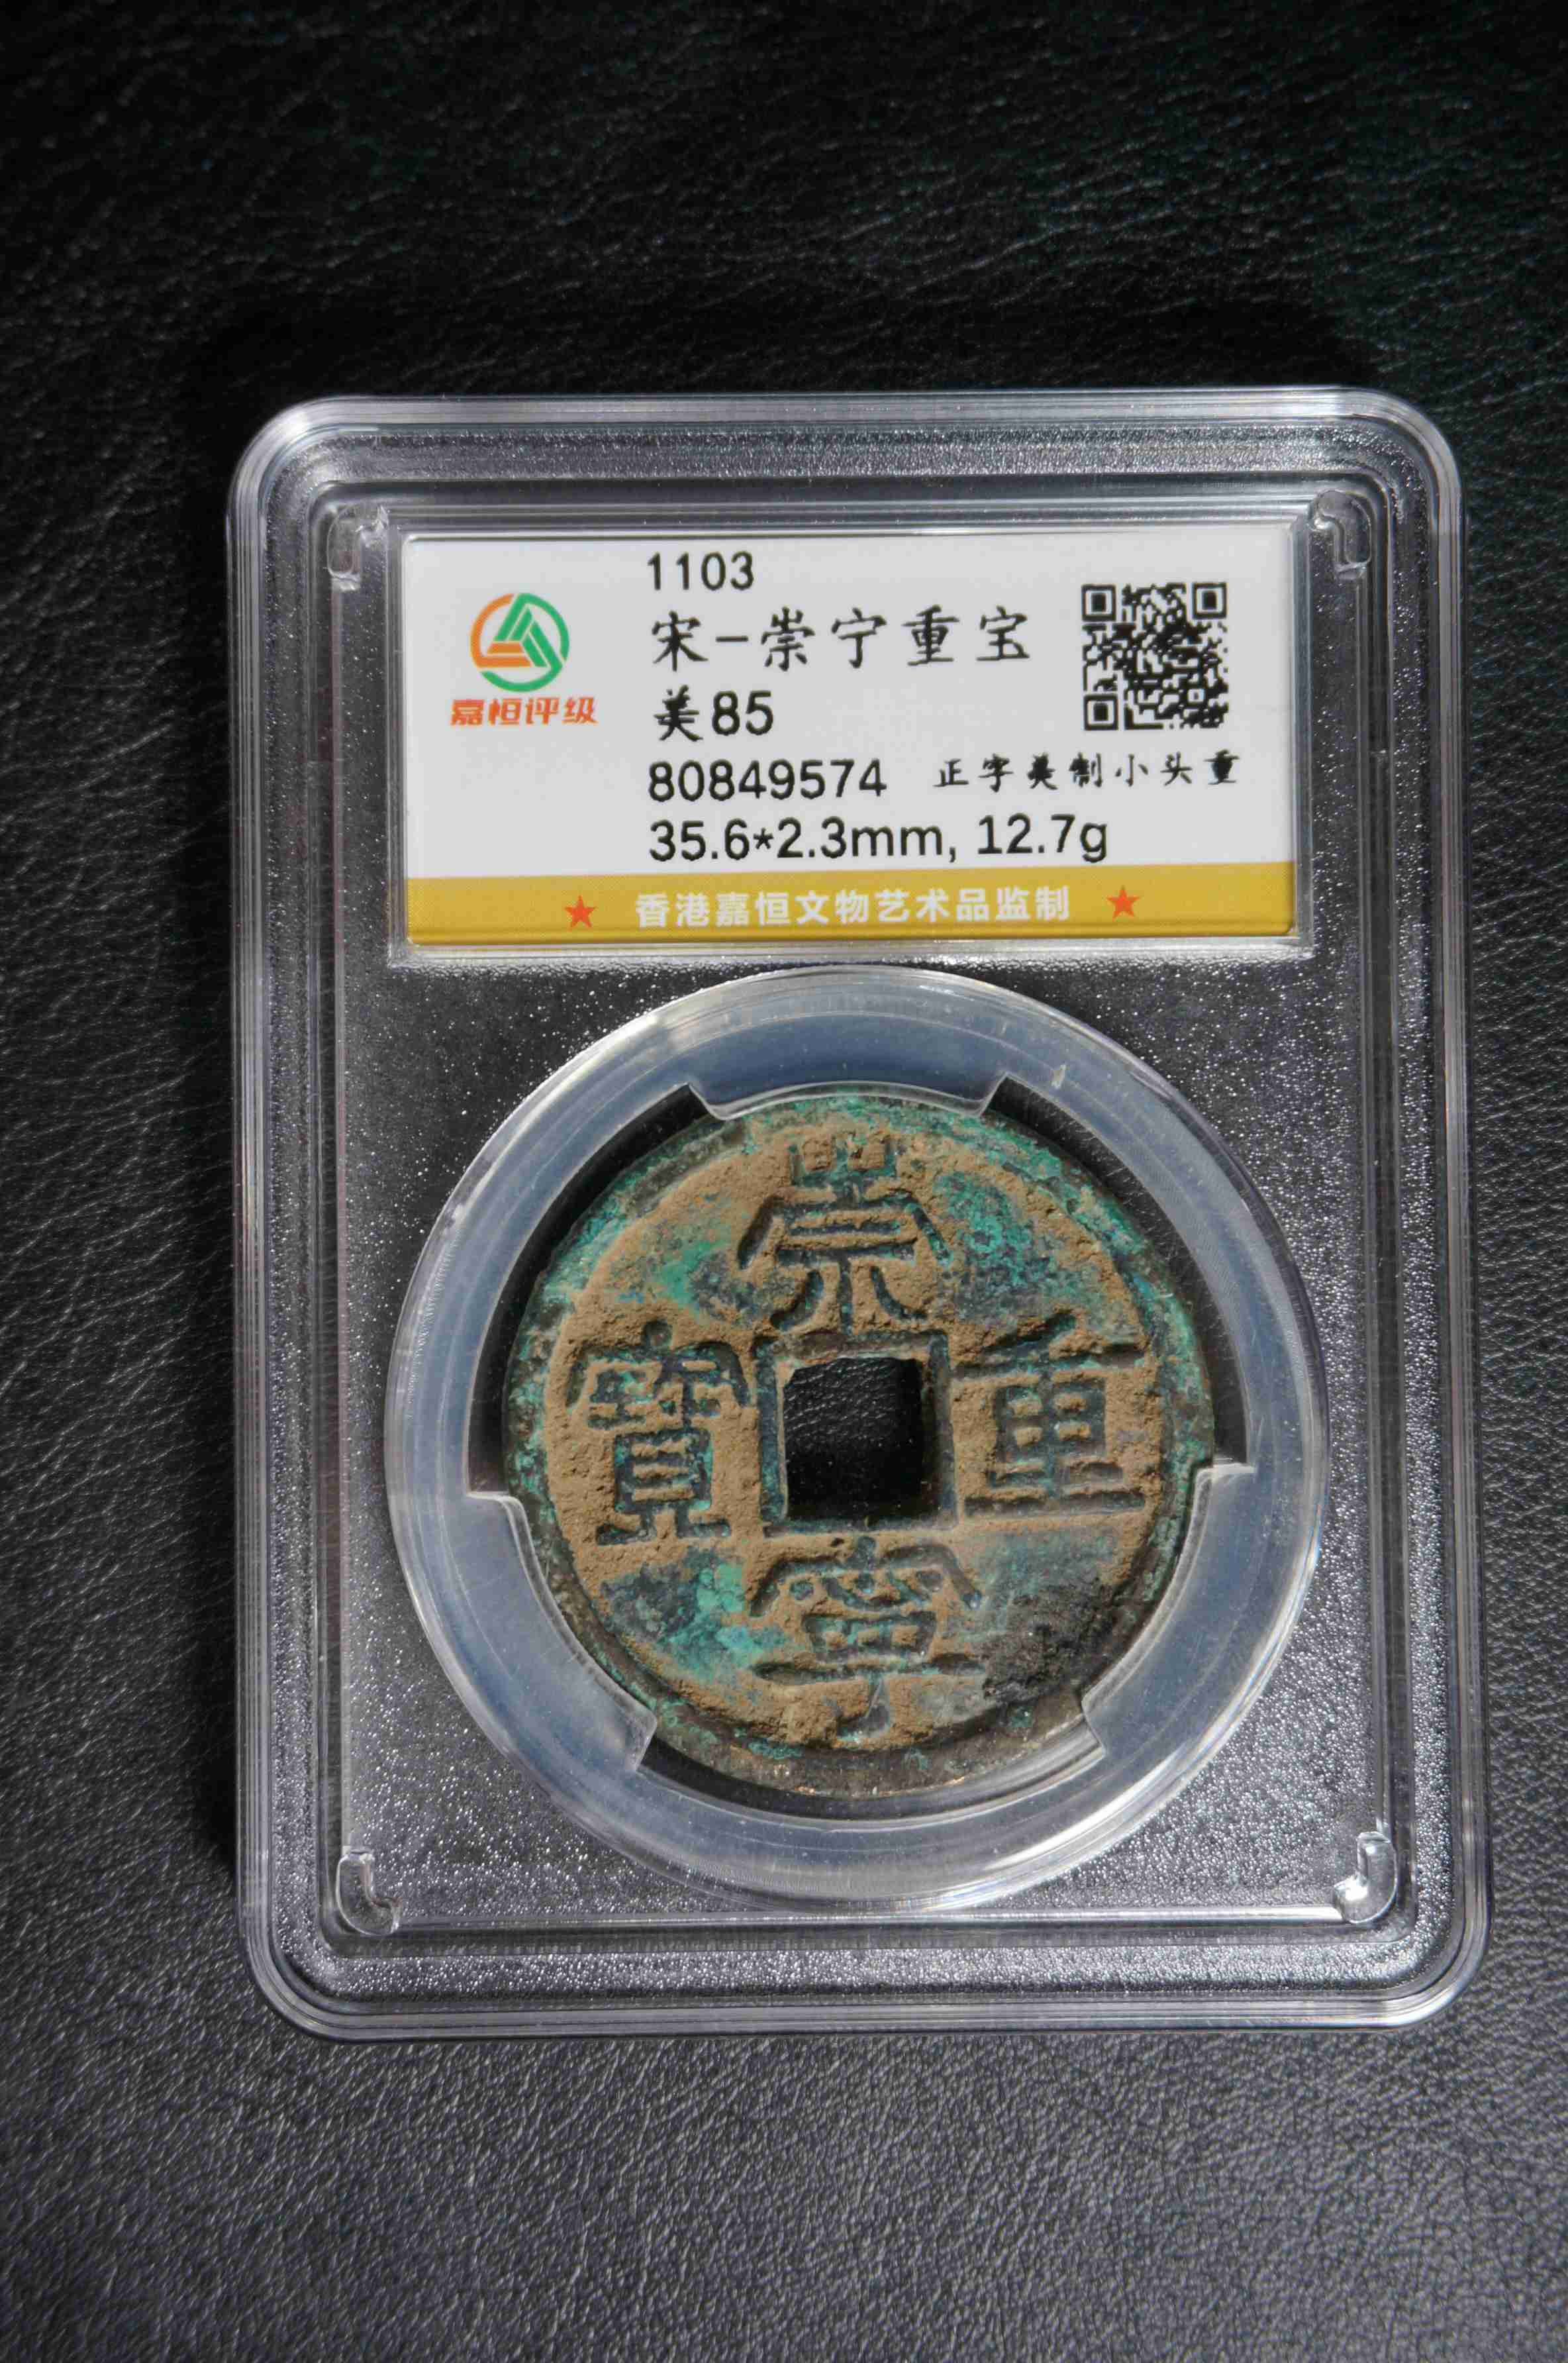 1103
宋-崇宁重宝
美85
80849574 正字美制小头重
35.6*2.3mm, 12.7g
嘉恒评级
★ 香港嘉恒文物艺术品监制 ★
崇
寶 重
寧